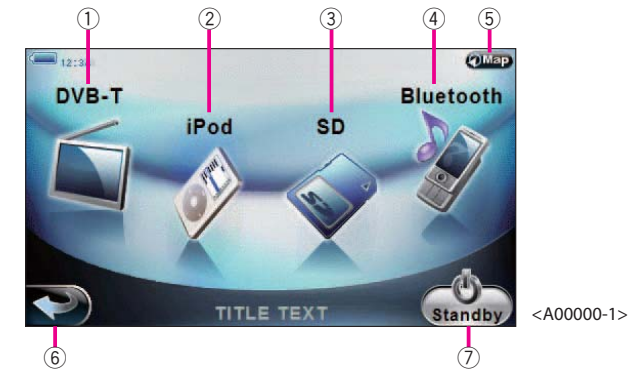 ① ② ③ ④ ⑤
Map
DVB-T
iPod
SD
Bluetooth
TITLE TEXT
Standby
<A00000-1>
⑥ ⑦